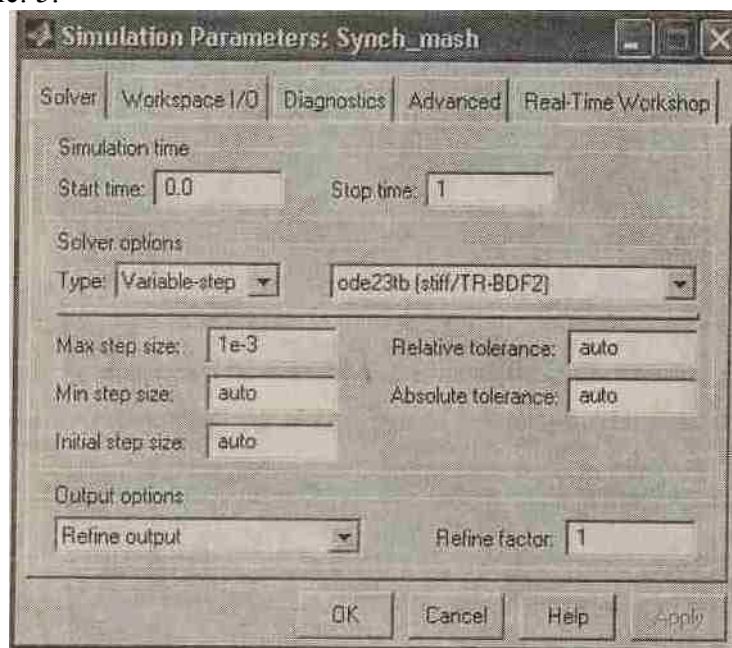 Simulation Parameters: Synch_mash
Solver Workspace I/O Diagnostics Advanced Real-Time Workshop
Simulation time
Start time: 0.0 Stop time: 1
Solver options
Type: Variable-step ode23tb (stiff/TR-BDF2)
Max step size: 1e-3 Relative tolerance: auto
Min step size: auto Absolute tolerance: auto
Initial step size: auto
Output options
Refine output Refine factor: 1
OK Cancel Help Apply